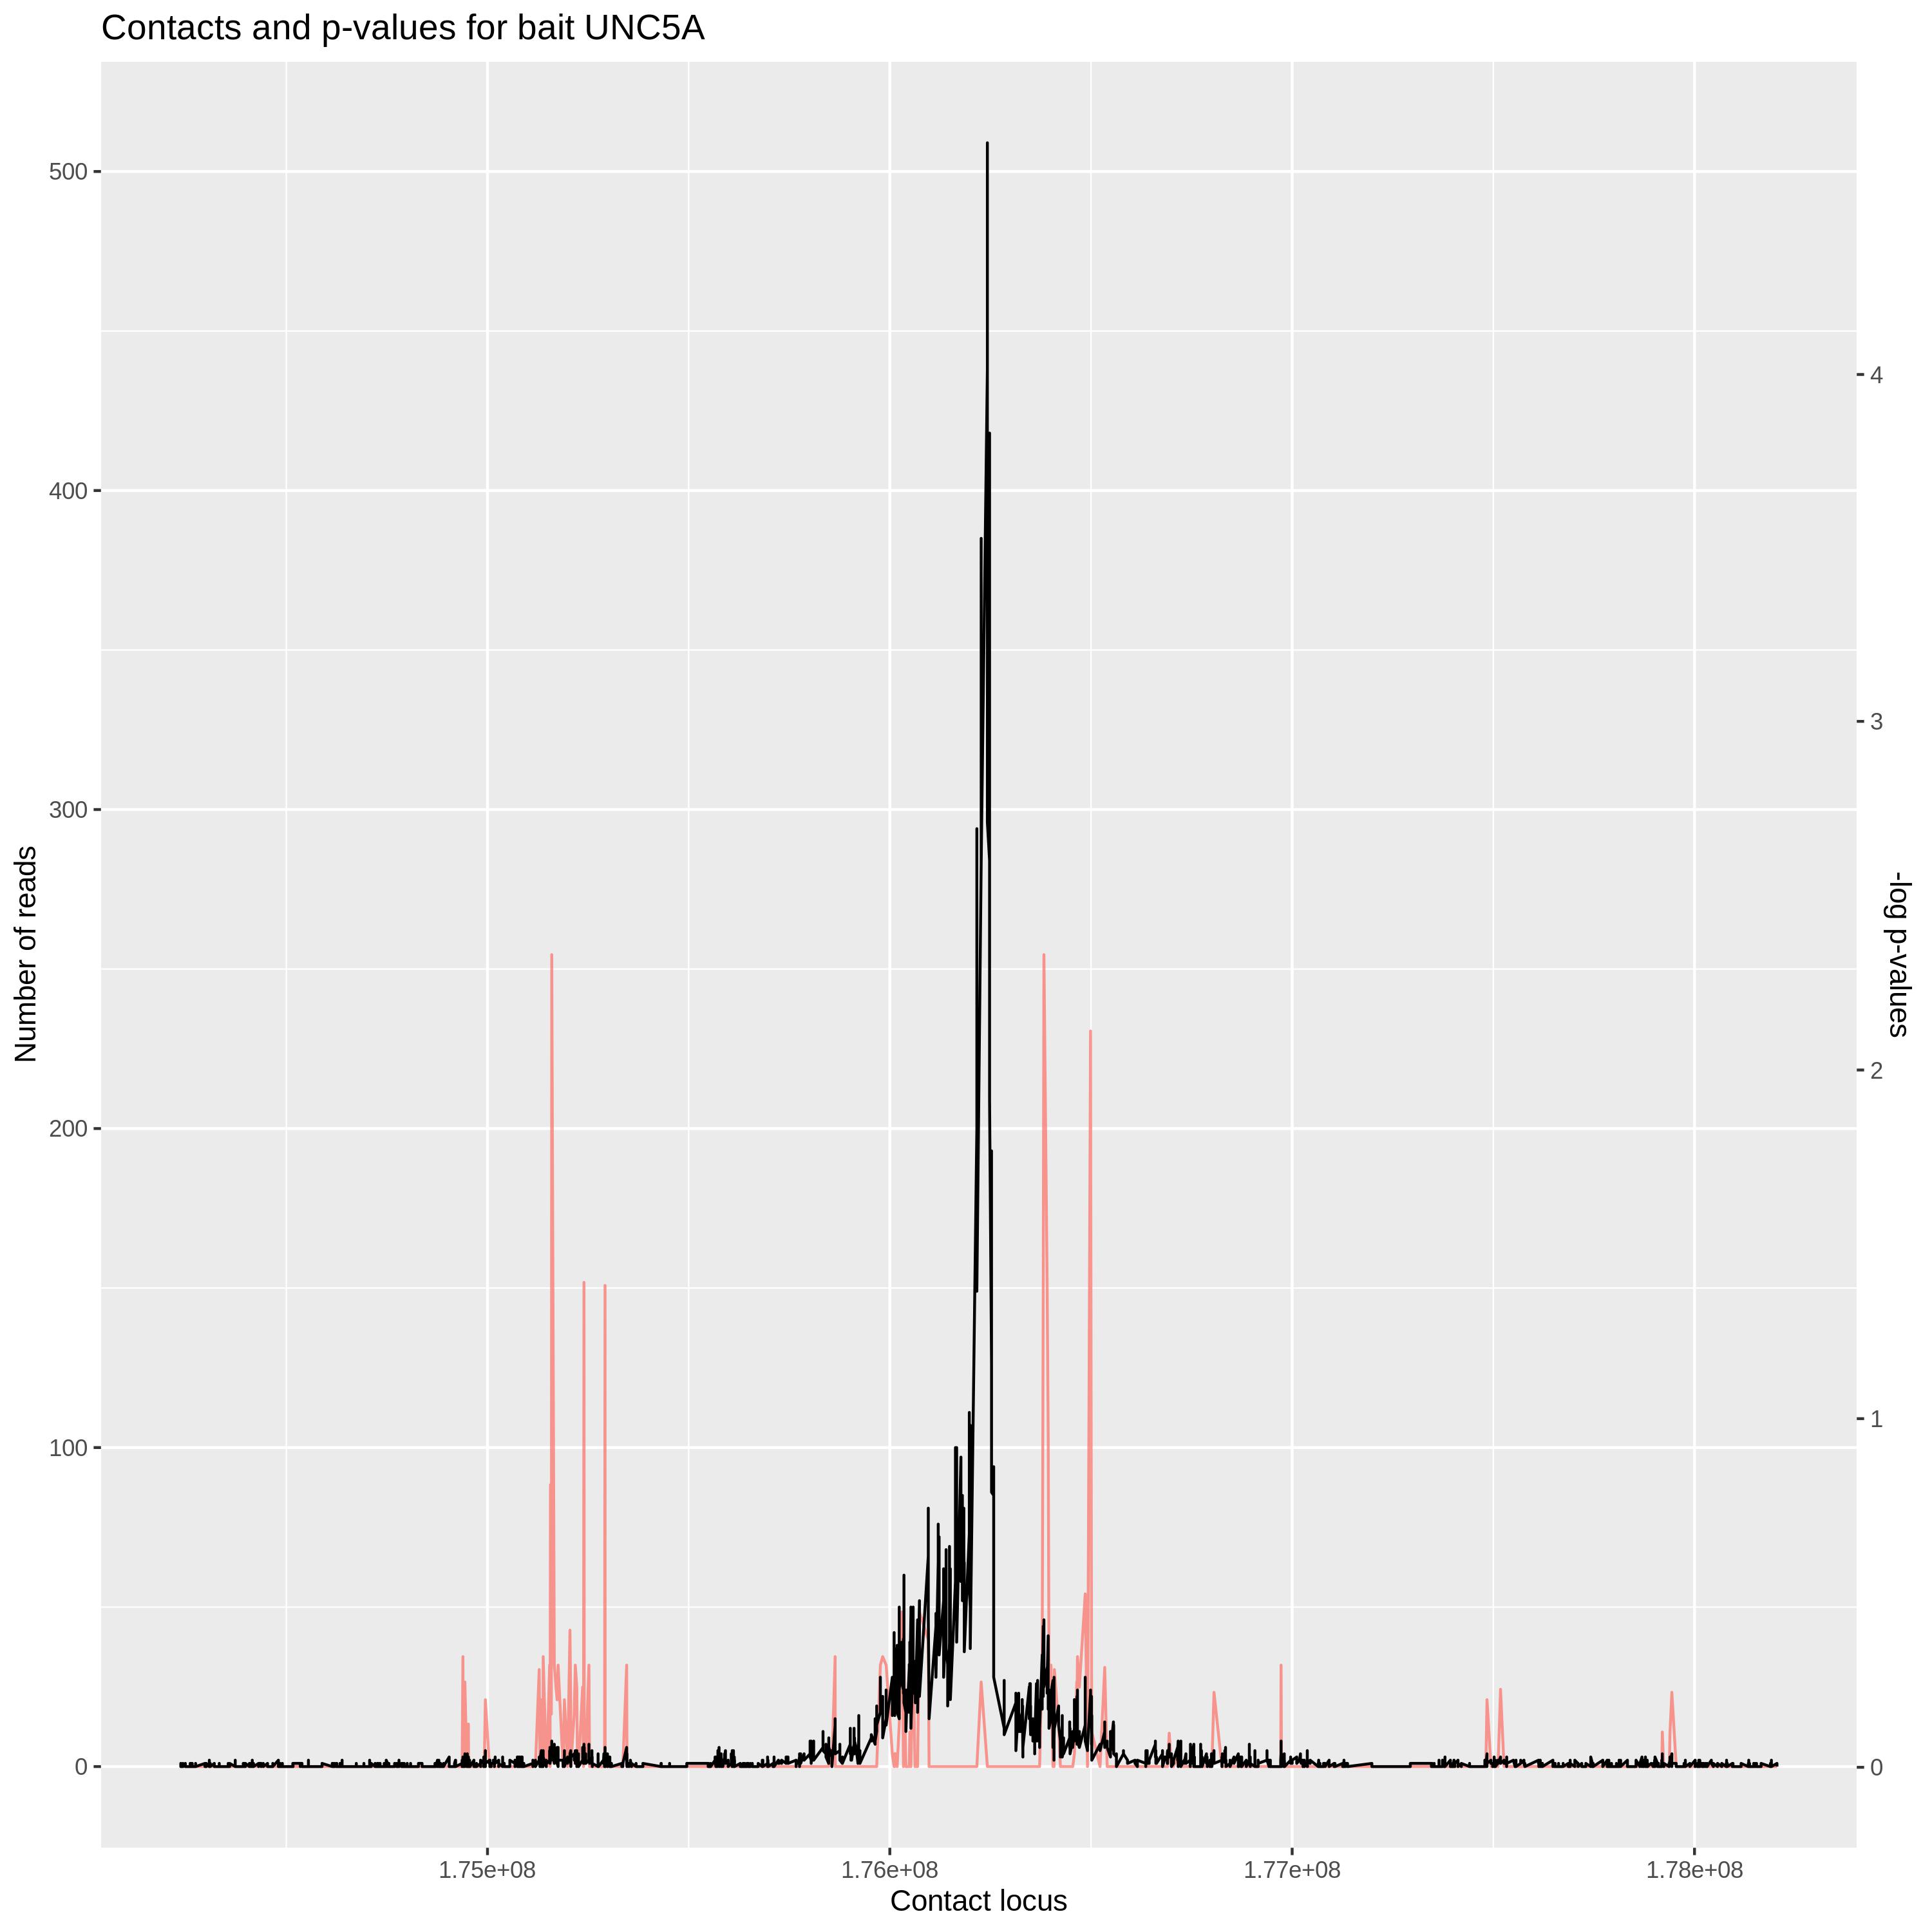 Contacts and p-values for bait UNC5A
500
400
300
200
100
0
Number of reads
4
3
2
1
0
-log p-values
1.75e+08
1.76e+08
1.77e+08
1.78e+08
Contact locus